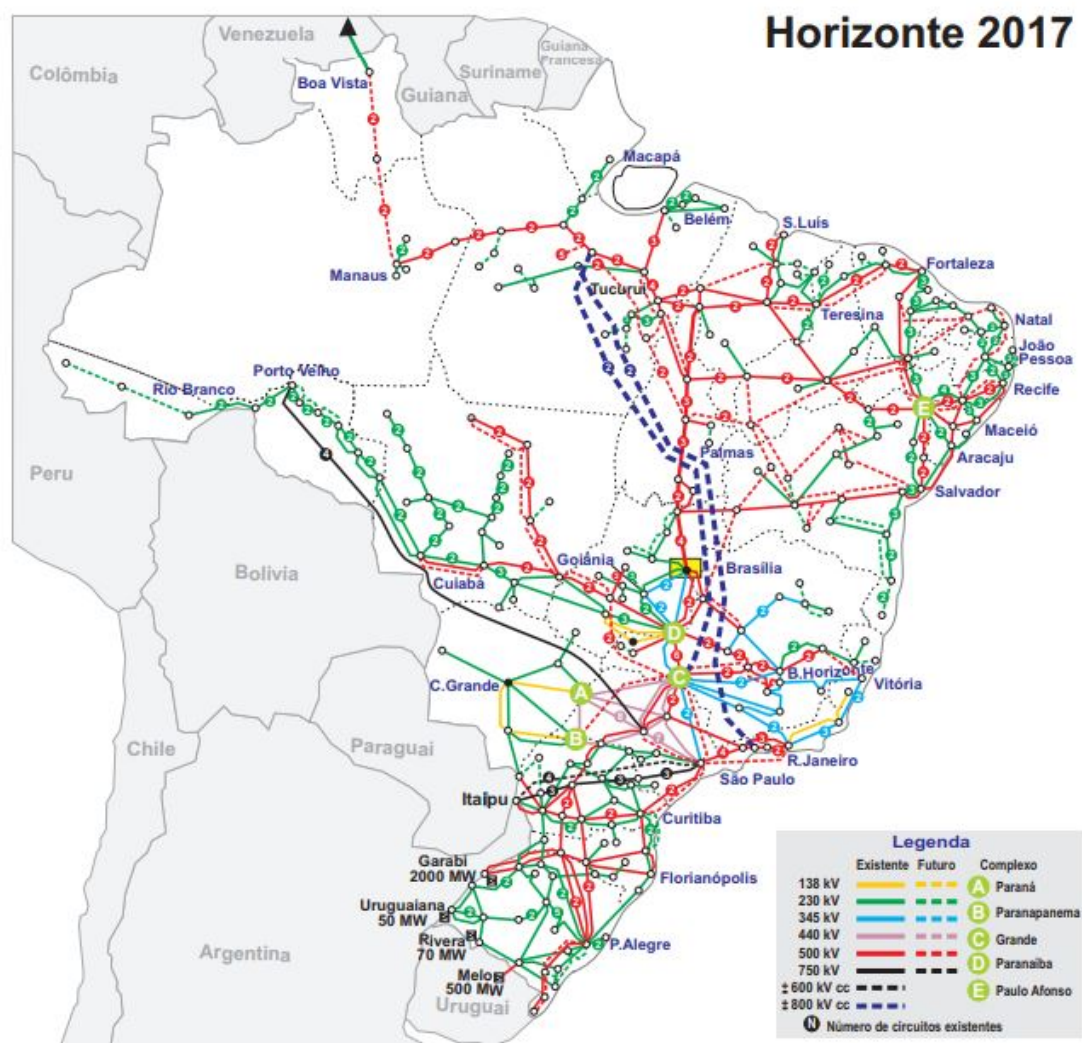 Horizonte 2017
Venezuela
Guiana
Francesa
Colômbia
Suriname
Boa Vista
Guiana
Macapá
Belém
S.Luís
Manaus
Fortaleza
Tucuruí
Teresina
Natal
João
Pessoa
Porto Velho
Rio Branco
Recife
E
Maceió
Palmas
Aracaju
Peru
Salvador
Goiânia
Brasília
Bolívia
Cuiabá
D
C
B.Horizonte
Vitória
C.Grande
A
B
Chile
Paraguai
R.Janeiro
São Paulo
Itaipu
Curitiba
Garabi
2000 MW
Florianópolis
Uruguaiana
50 MW
Rivera
70 MW
P.Alegre
Argentina
Melo
500 MW
Uruguai
Legenda
Existente Futuro Complexo
138 kV A Paraná
230 kV
345 kV B Paranapanema
440 kV C Grande
500 kV D Paranaiba
750 kV
±600 kV cc E Paulo Afonso
±800 kV cc
N Número de circuitos existentes